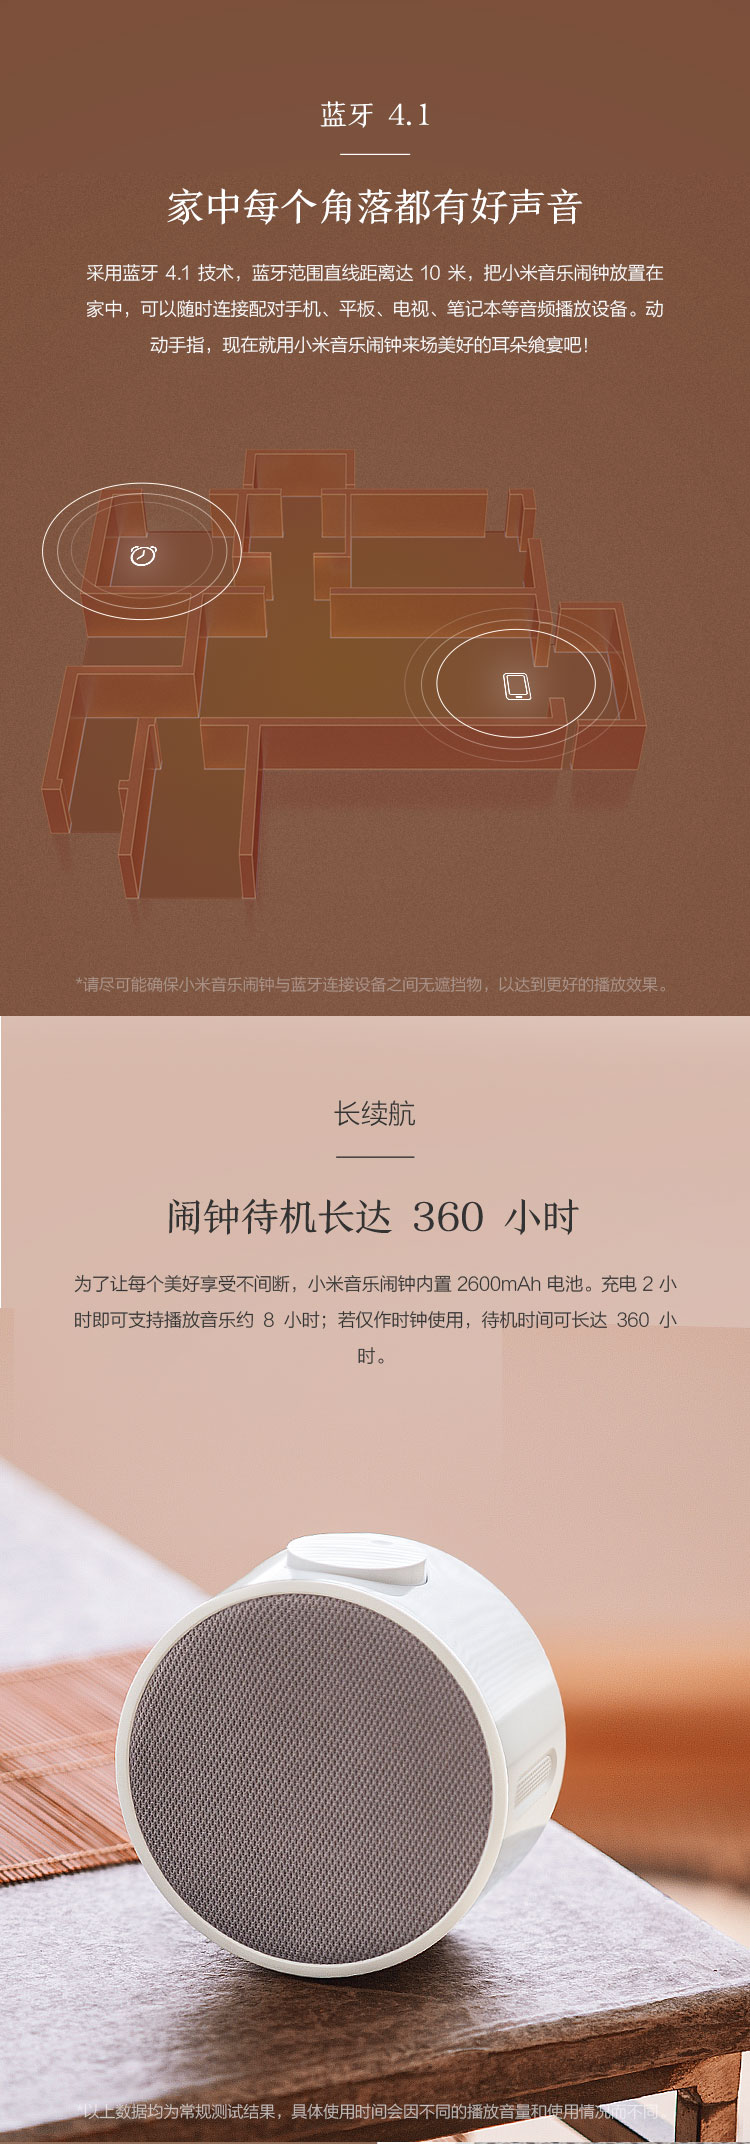 蓝牙 4.1
家中每个角落都有好声音
采用蓝牙 4.1 技术，蓝牙范围直线距离达 10 米，把小米音乐闹钟放置在
家中，可以随时连接配对手机、平板、电视、笔记本等音频播放设备。动
动手指，现在就用小米音乐闹钟来场美好的耳朵飨宴吧！
*请尽可能确保小米音乐闹钟与蓝牙连接设备之间无遮挡物，以达到更好的播放效果。
长续航
闹钟待机长达 360 小时
为了让每个美好享受不间断，小米音乐闹钟内置 2600mAh 电池。充电 2 小
时即可支持播放音乐约 8 小时；若仅作时钟使用，待机时间可长达 360 小
时。
*以上数据均为常规测试结果，具体使用时间会因不同的播放音量和使用情况而不同。